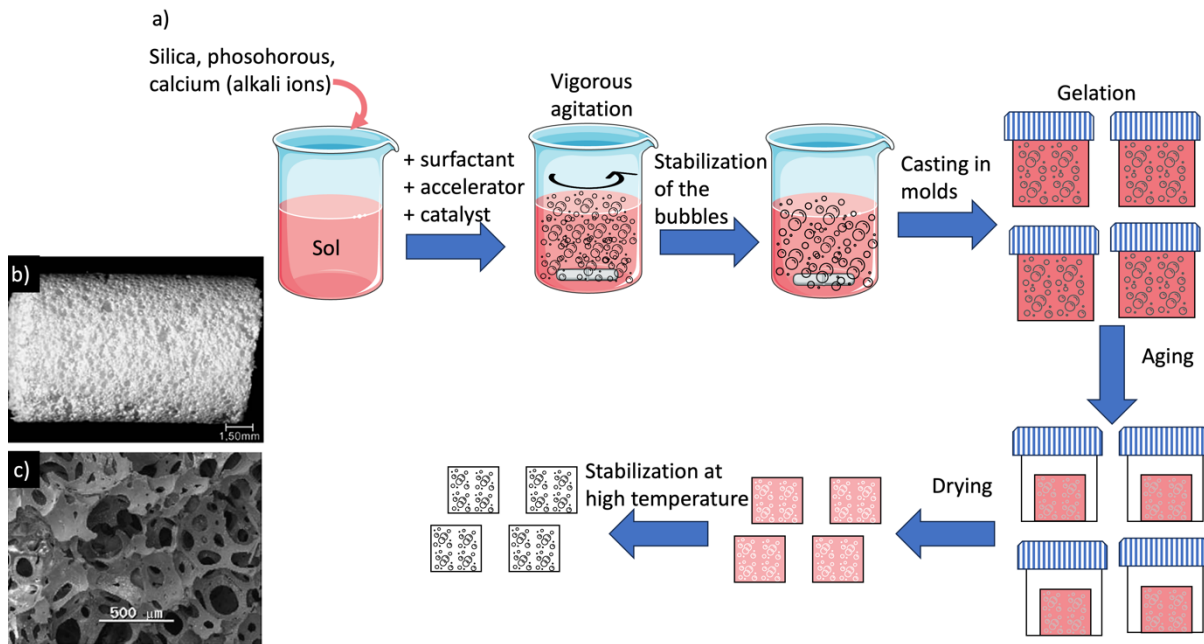 a)
Silica, phosohorous,
calcium (alkali ions)
Sol
+ surfactant
+ accelerator
+ catalyst
Vigorous
agitation
Stabilization
of the
bubbles
Casting in
molds
Gelation
Aging
Drying
Stabilization at
high temperature
b)
1,50mm
c)
500 µm